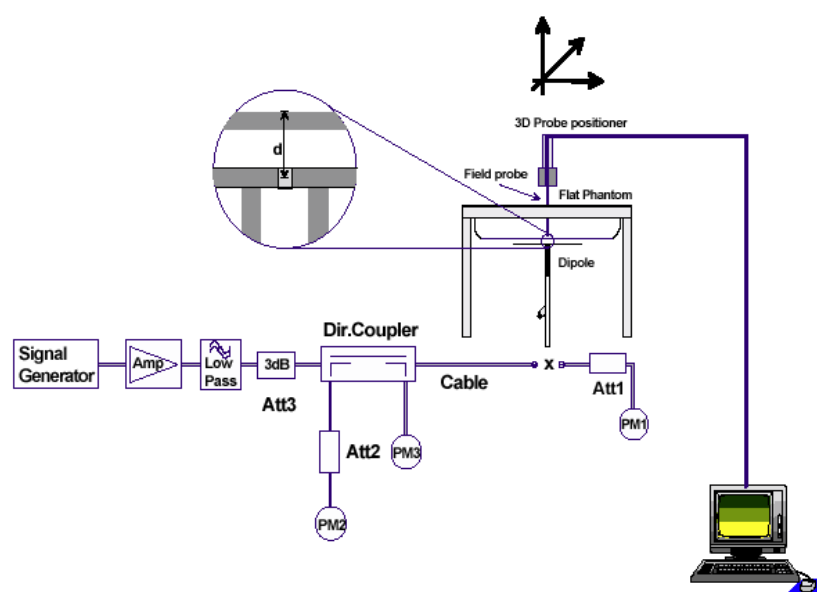 3D Probe positioner
d
Field probe
Flat Phantom
Dipole
Dir.Coupler
Signal
Generator
Amp
Low
Pass
3dB
Att3
Cable
x
Att1
PM1
Att2
PM3
PM2